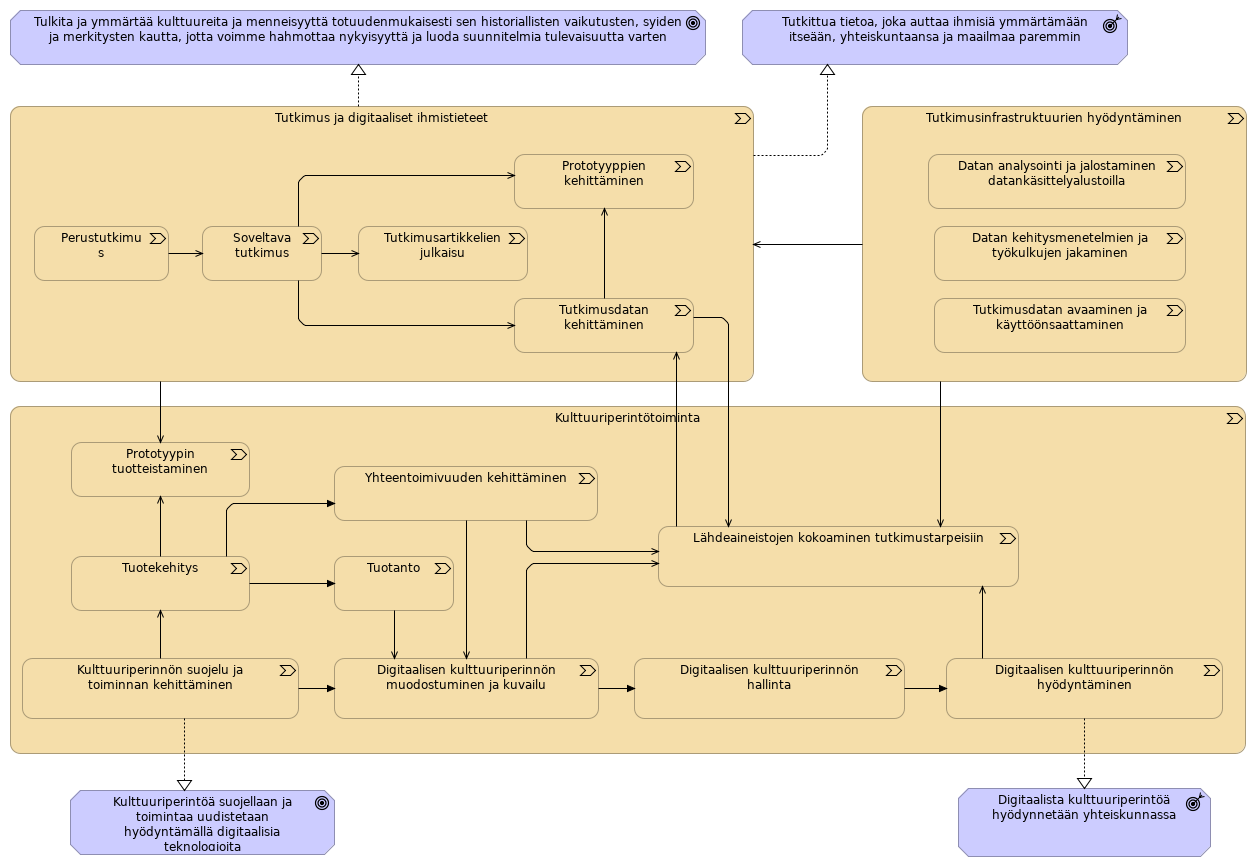 Tulkita ja ymmärtää kulttuureita ja menneisyyttä totuudenmukaisesti sen historiallisten vaikutusten, syiden
ja merkitysten kautta, jotta voimme hahmottaa nykyisyyttä ja luoda suunnitelmia tulevaisuutta varten
Tutkittua tietoa, joka auttaa ihmisiä ymmärtämään
itseään, yhteiskuntaansa ja maailmaa paremmin
Tutkimus ja digitaaliset ihmistieteet
Prototyyppien
kehittäminen
Perustutkimu
s
Soveltava
tutkimus
Tutkimusartikkelien
julkaisu
Tutkimusdatan
kehittäminen
Tutkimusinfrastruktuurien hyödyntäminen
Datan analysointi ja jalostaminen
datankäsittelyalustoilla
Datan kehitysmenetelmien ja
työkulkujen jakaminen
Tutkimusdatan avaaminen ja
käyttöönsaattaminen
Kulttuuriperintötoiminta
Prototyypin
tuotteistaminen
Yhteentoimivuuden kehittäminen
Lähdeaineistojen kokoaminen tutkimustarpeisiin
Tuotekehitys
Tuotanto
Kulttuuriperinnön suojelu ja
toiminnan kehittäminen
Digitaalisen kulttuuriperinnön
muodostuminen ja kuvailu
Digitaalisen kulttuuriperinnön
hallinta
Digitaalisen kulttuuriperinnön
hyödyntäminen
Kulttuuriperintöä suojellaan ja
toimintaa uudistetaan
hyödyntämällä digitaalisia
teknologioita
Digitaalista kulttuuriperintöä
hyödynnetään yhteiskunnassa